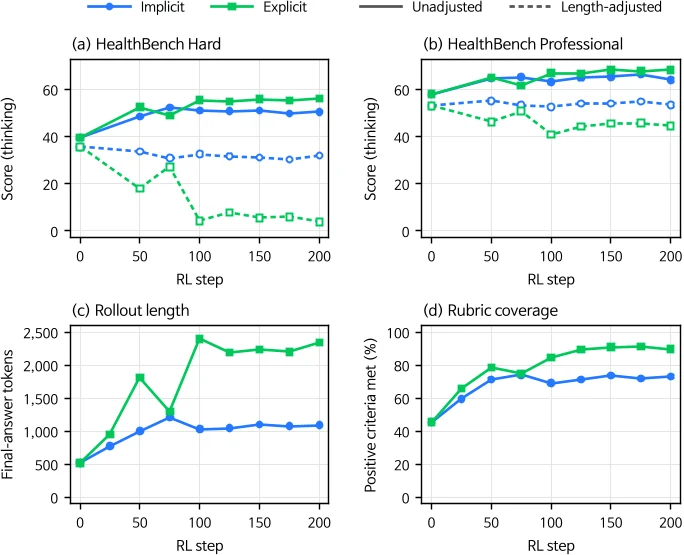 Implicit Explicit Unadjusted Length-adjusted
(a) HealthBench Hard
Score (thinking)
60
40
20
0
0 50 100 150 200
RL step
(b) HealthBench Professional
Score (thinking)
60
40
20
0
0 50 100 150 200
RL step
(c) Rollout length
Final-answer tokens
2,500
2,000
1,500
1,000
500
0
0 50 100 150 200
RL step
(d) Rubric coverage
Positive criteria met (%)
100
80
60
40
20
0
0 50 100 150 200
RL step